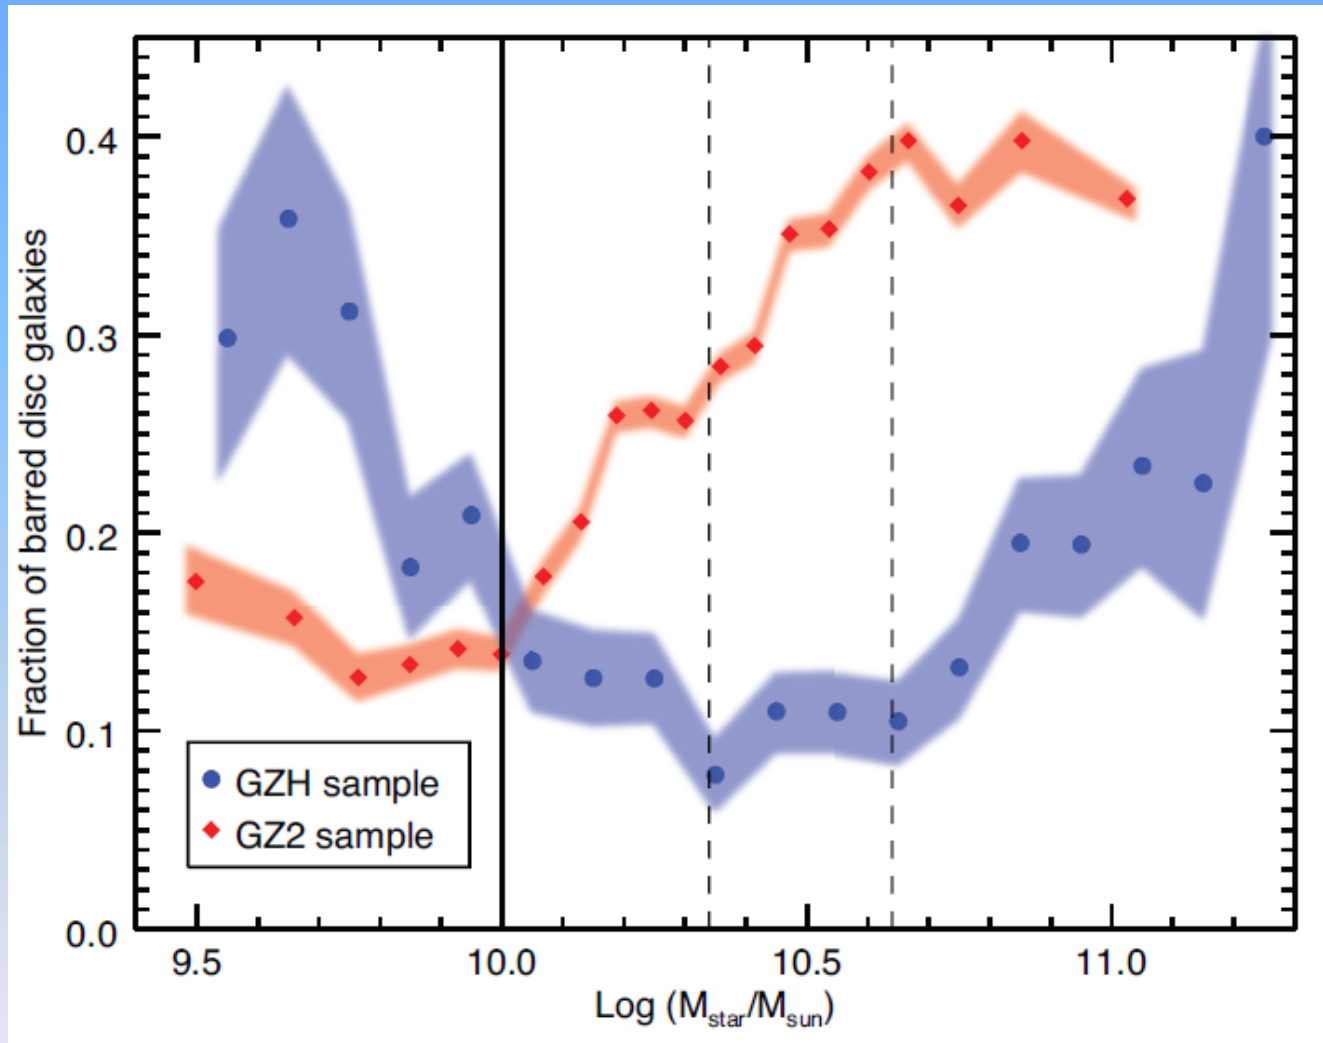 Fraction of barred disc galaxies
0.4
0.3
0.2
0.1
0.0
GZH sample
GZ2 sample
9.5 10.0 10.5 11.0
Log (Mstar/Msun)